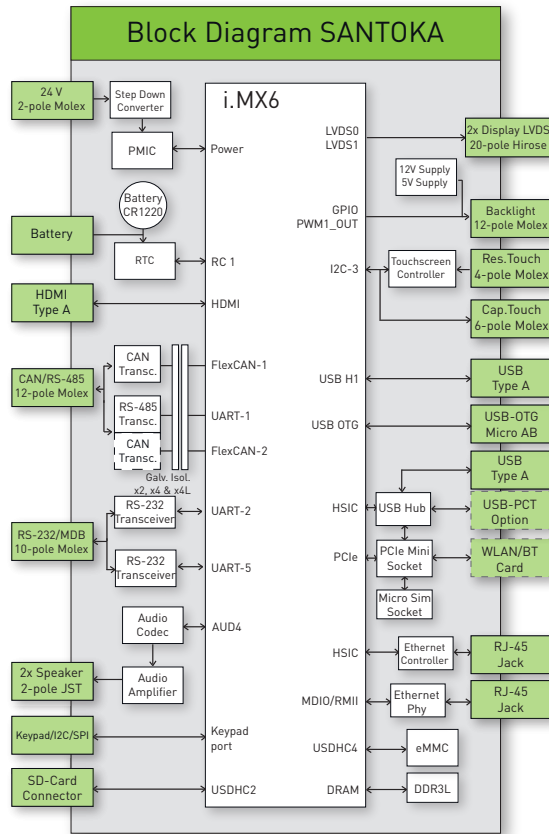 Block Diagram SANTOKA
24 V
2-pole Molex
Step Down
Converter
PMIC
Battery
CR1220
Battery
RTC
HDMI
Type A
CAN/RS-485
12-pole Molex
CAN
Transc.
RS-485
Transc.
CAN
Transc.
Galv. Isol.
x2, x4 & x4L
RS-232/MDB
10-pole Molex
RS-232
Transceiver
RS-232
Transceiver
Audio
Codec
2x Speaker
2-pole JST
Audio
Amplifier
Keypad/I2C/SPI
SD-Card
Connector
i.MX6
Power
RC 1
HDMI
FlexCAN-1
UART-1
FlexCAN-2
UART-2
UART-5
AUD4
Keypad
port
USDHC2
LVDS0
LVDS1
GPIO
PWM1_OUT
I2C-3
USB H1
USB OTG
HSIC
PCIe
HSIC
MDIO/RMII
USDHC4
DRAM
12V Supply
5V Supply
Touchscreen
Controller
USB Hub
PCIe Mini
Socket
Micro Sim
Socket
Ethernet
Controller
Ethernet
Phy
eMMC
DDR3L
2x Display LVDS
20-pole Hirose
Backlight
12-pole Molex
Res.Touch
4-pole Molex
Cap.Touch
6-pole Molex
USB
Type A
USB-OTG
Micro AB
USB
Type A
USB-PCT
Option
WLAN/BT
Card
RJ-45
Jack
RJ-45
Jack